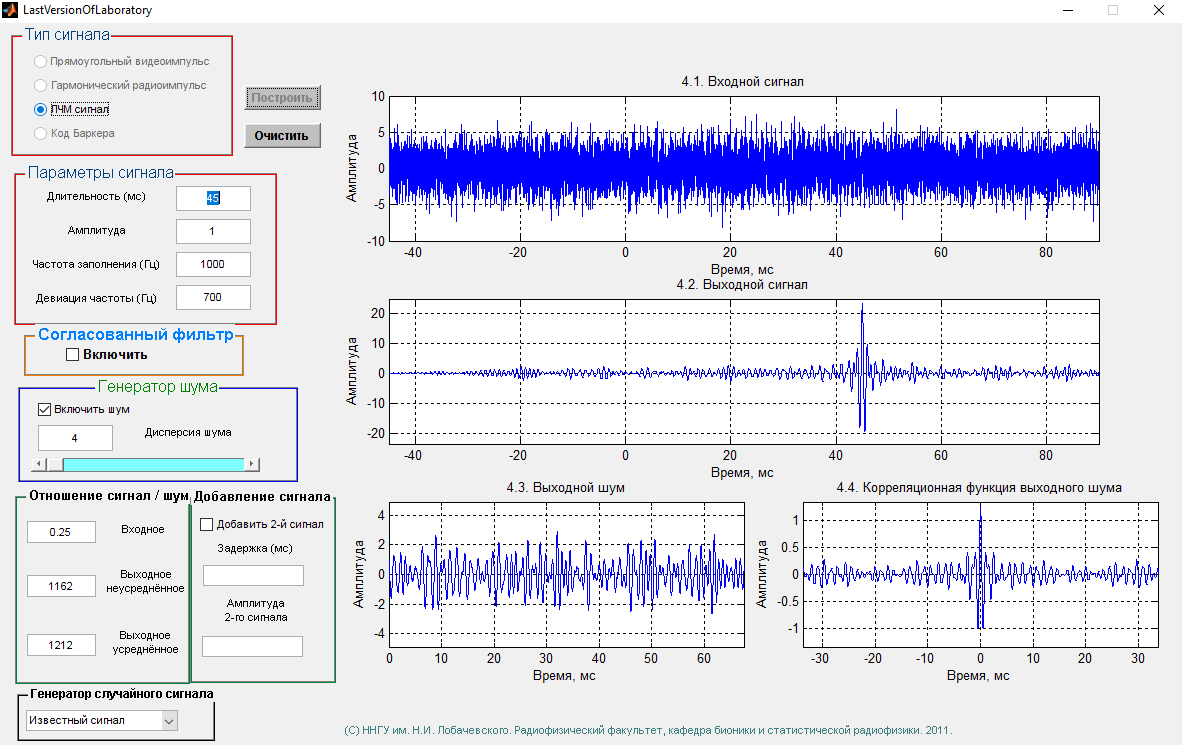 LastVersionOfLaboratory
Тип сигнала
Прямоугольный видеоимпульс
Гармонический радиоимпульс
ЛЧМ сигнал
Код Баркера
Построить
Очистить
Параметры сигнала
Длительность (мс)
45
Амплитуда
1
Частота заполнения (Гц)
1000
Девиация частоты (Гц)
700
Согласованный фильтр
Включить
Генератор шума
Включить шум
4
Дисперсия шума
Отношение сигнал / шум
0.25
Входное
1162
Выходное
неусреднённое
1212
Выходное
усреднённое
Добавление сигнала
Добавить 2-й сигнал
Задержка (мс)
Амплитуда
2-го сигнала
Генератор случайного сигнала
Известный сигнал
4.1. Входной сигнал
Амплитуда
10
5
0
-5
-10
-40 -20 0 20 40 60 80
Время, мс
4.2. Выходной сигнал
Амплитуда
20
10
0
-10
-20
-40 -20 0 20 40 60 80
Время, мс
4.3. Выходной шум
Амплитуда
4
2
0
-2
-4
0 10 20 30 40 50 60
Время, мс
4.4. Корреляционная функция выходного шума
Амплитуда
1
0.5
0
-0.5
-1
-30 -20 -10 0 10 20 30
Время, мс
(С) ННГУ им. Н.И. Лобачевского. Радиофизический факультет, кафедра бионики и статистической радиофизики. 2011.